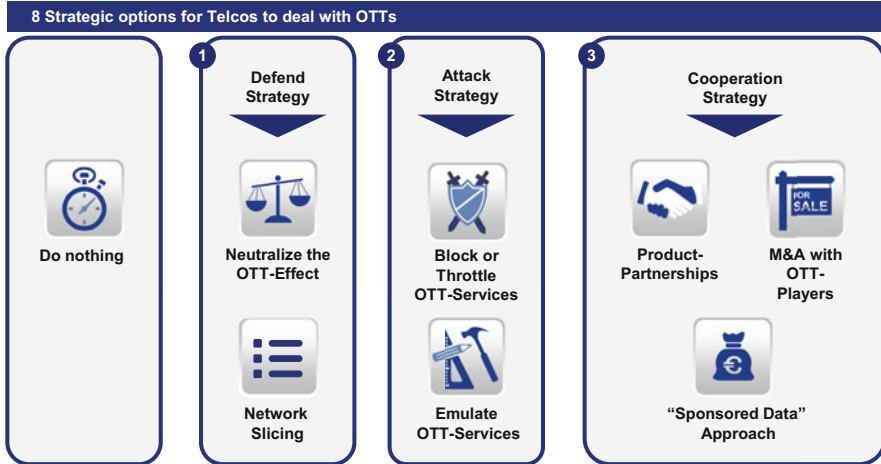 8 Strategic options for Telcos to deal with OTTs
Do nothing
1
Defend
Strategy
Neutralize the
OTT-Effect
Network
Slicing
2
Attack
Strategy
Block or
Throttle
OTT-Services
Emulate
OTT-Services
3
Cooperation
Strategy
Product-
Partnerships
FOR
SALE
M&A with
OTT-
Players
€
“Sponsored Data”
Approach